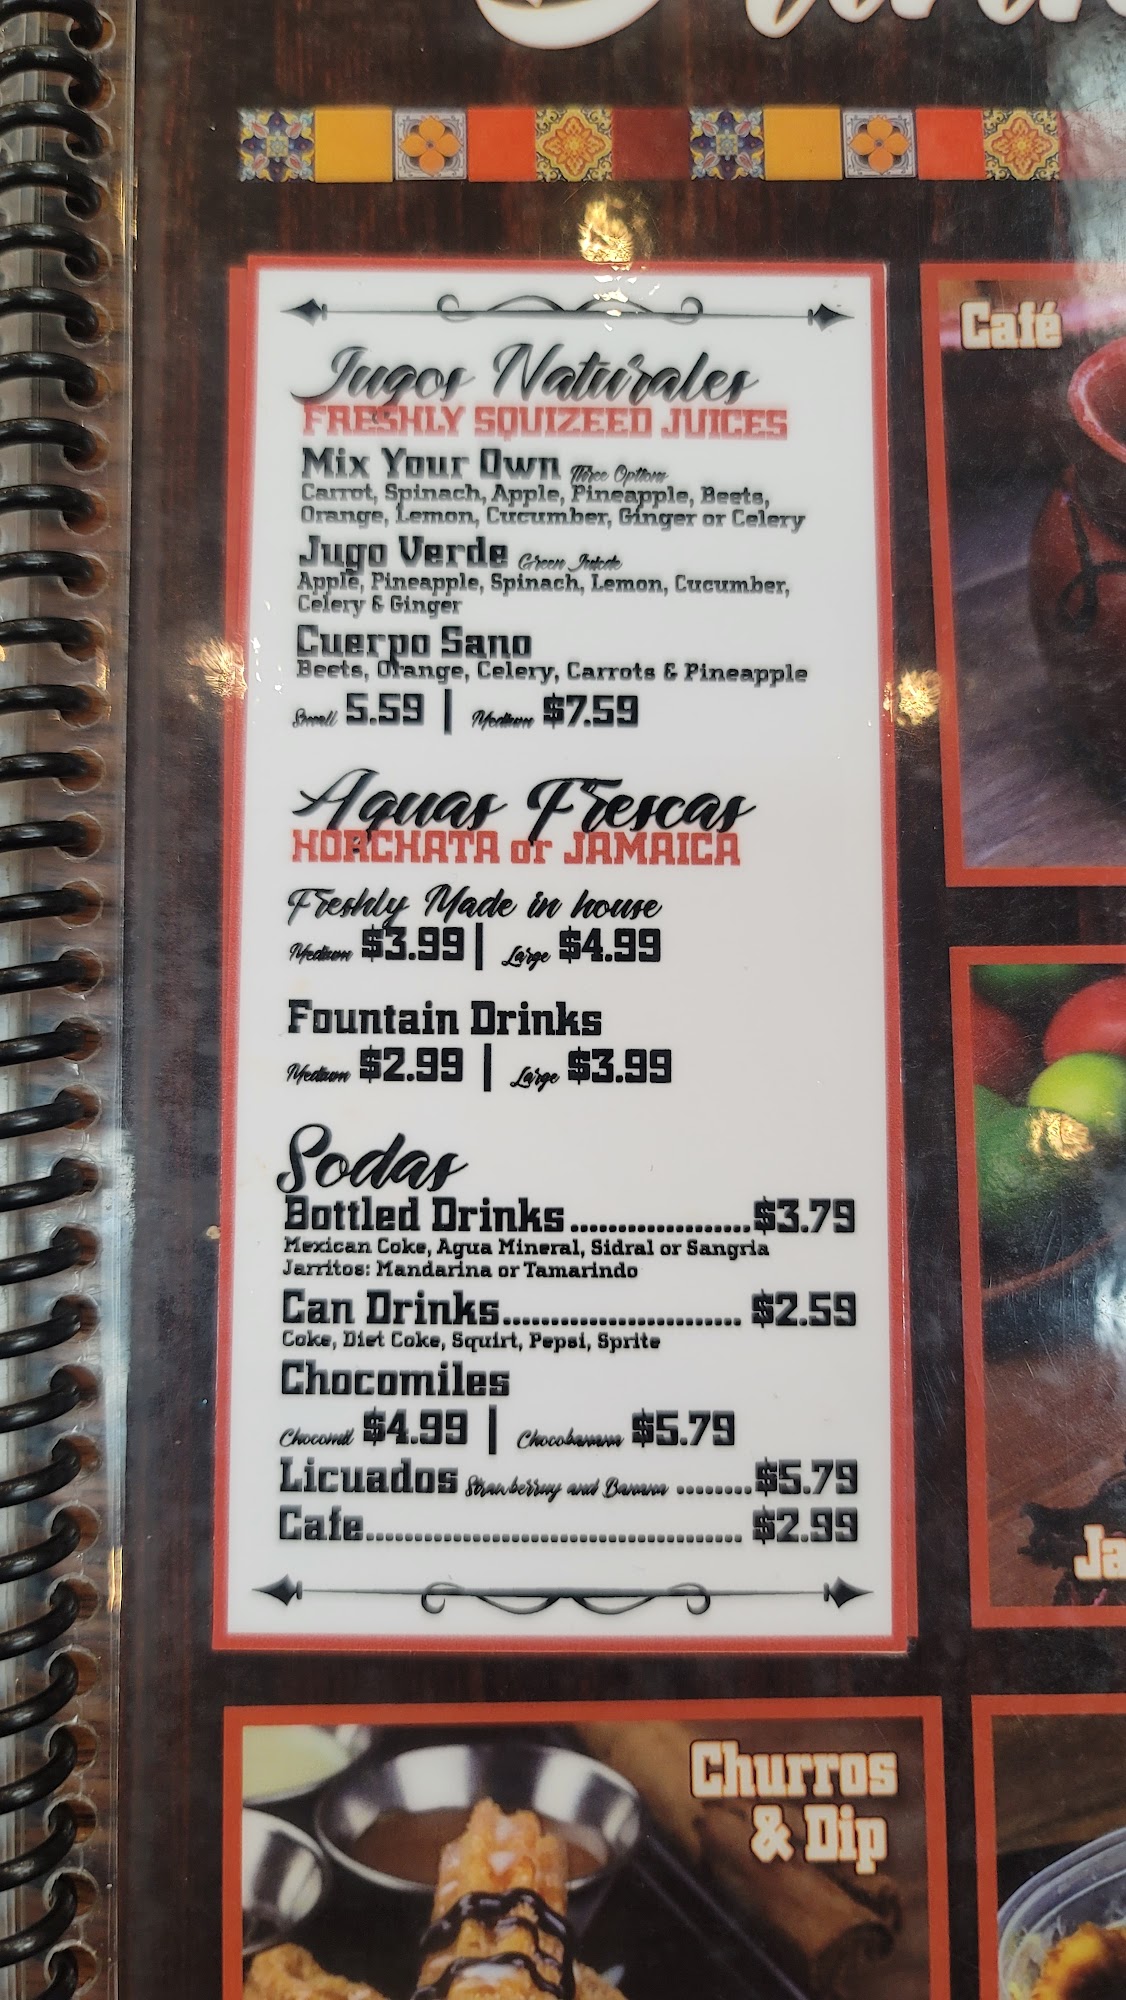 Jugos Naturales
FRESHLY SQUIZEED JUICES
Mix Your Own Three Options
Carrot, Spinach, Apple, Pineapple, Beets,
Orange, Lemon, Cucumber, Ginger or Celery
Jugo Verde Green
Apple, Pineapple, Spinach, Lemon, Cucumber,
Celery & Ginger
Cuerpo Sano
Beets, Orange, Celery, Carrots & Pineapple
Small 5.59 | Medium $7.59
Aguas Frescas
HORCHATA or JAMAICA
Freshly Made in house
Medium $3.99 | Large $4.99
Fountain Drinks
Medium $2.99 | Large $3.99
Sodas
Bottled Drinks...................$3.79
Mexican Coke, Agua Mineral, Sidral or Sangria
Jarritos: Mandarina or Tamarindo
Can Drinks......................... $2.59
Coke, Diet Coke, Squirt, Pepsi, Sprite
Chocomiles
Chocomil $4.99 | Chocobanana $5.79
Licuados Strawberruy and Banana ........$5.79
Cafe....................................... $2.99
Café
Ja
Churros
& Dip